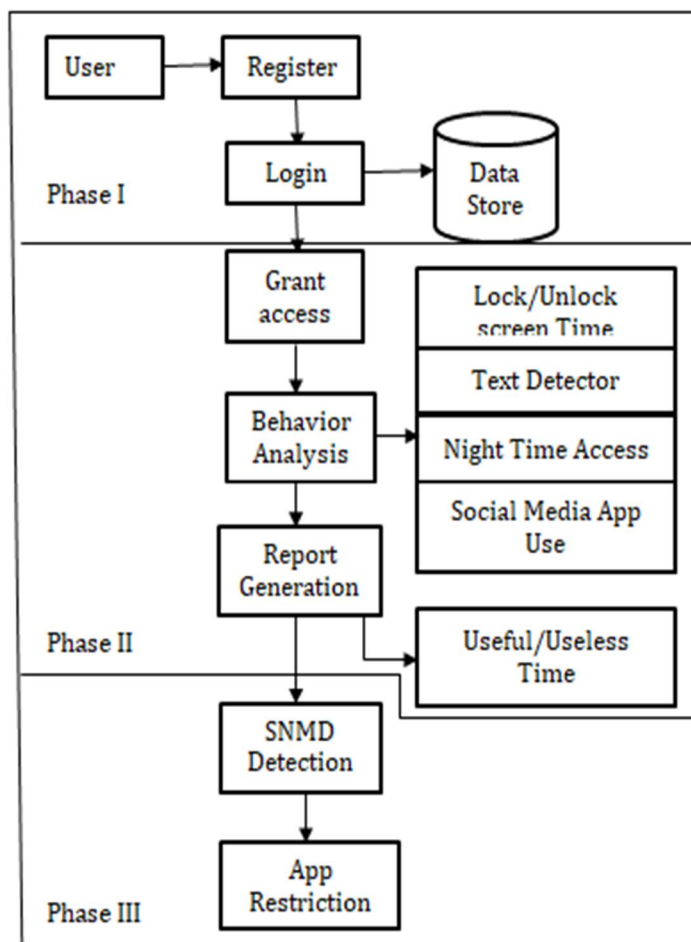 User
Register
Login
Data
Store
Phase I
Grant
access
Lock/Unlock
screen Time
Text Detector
Behavior
Analysis
Night Time Access
Social Media App
Use
Report
Generation
Phase II
Useful/Useless
Time
SNMD
Detection
App
Restriction
Phase III